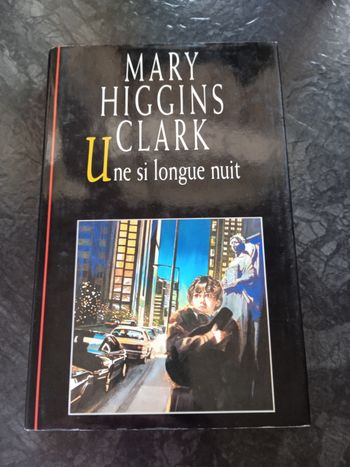 MARY
HIGGINS
CLARK
Une si longue nuit